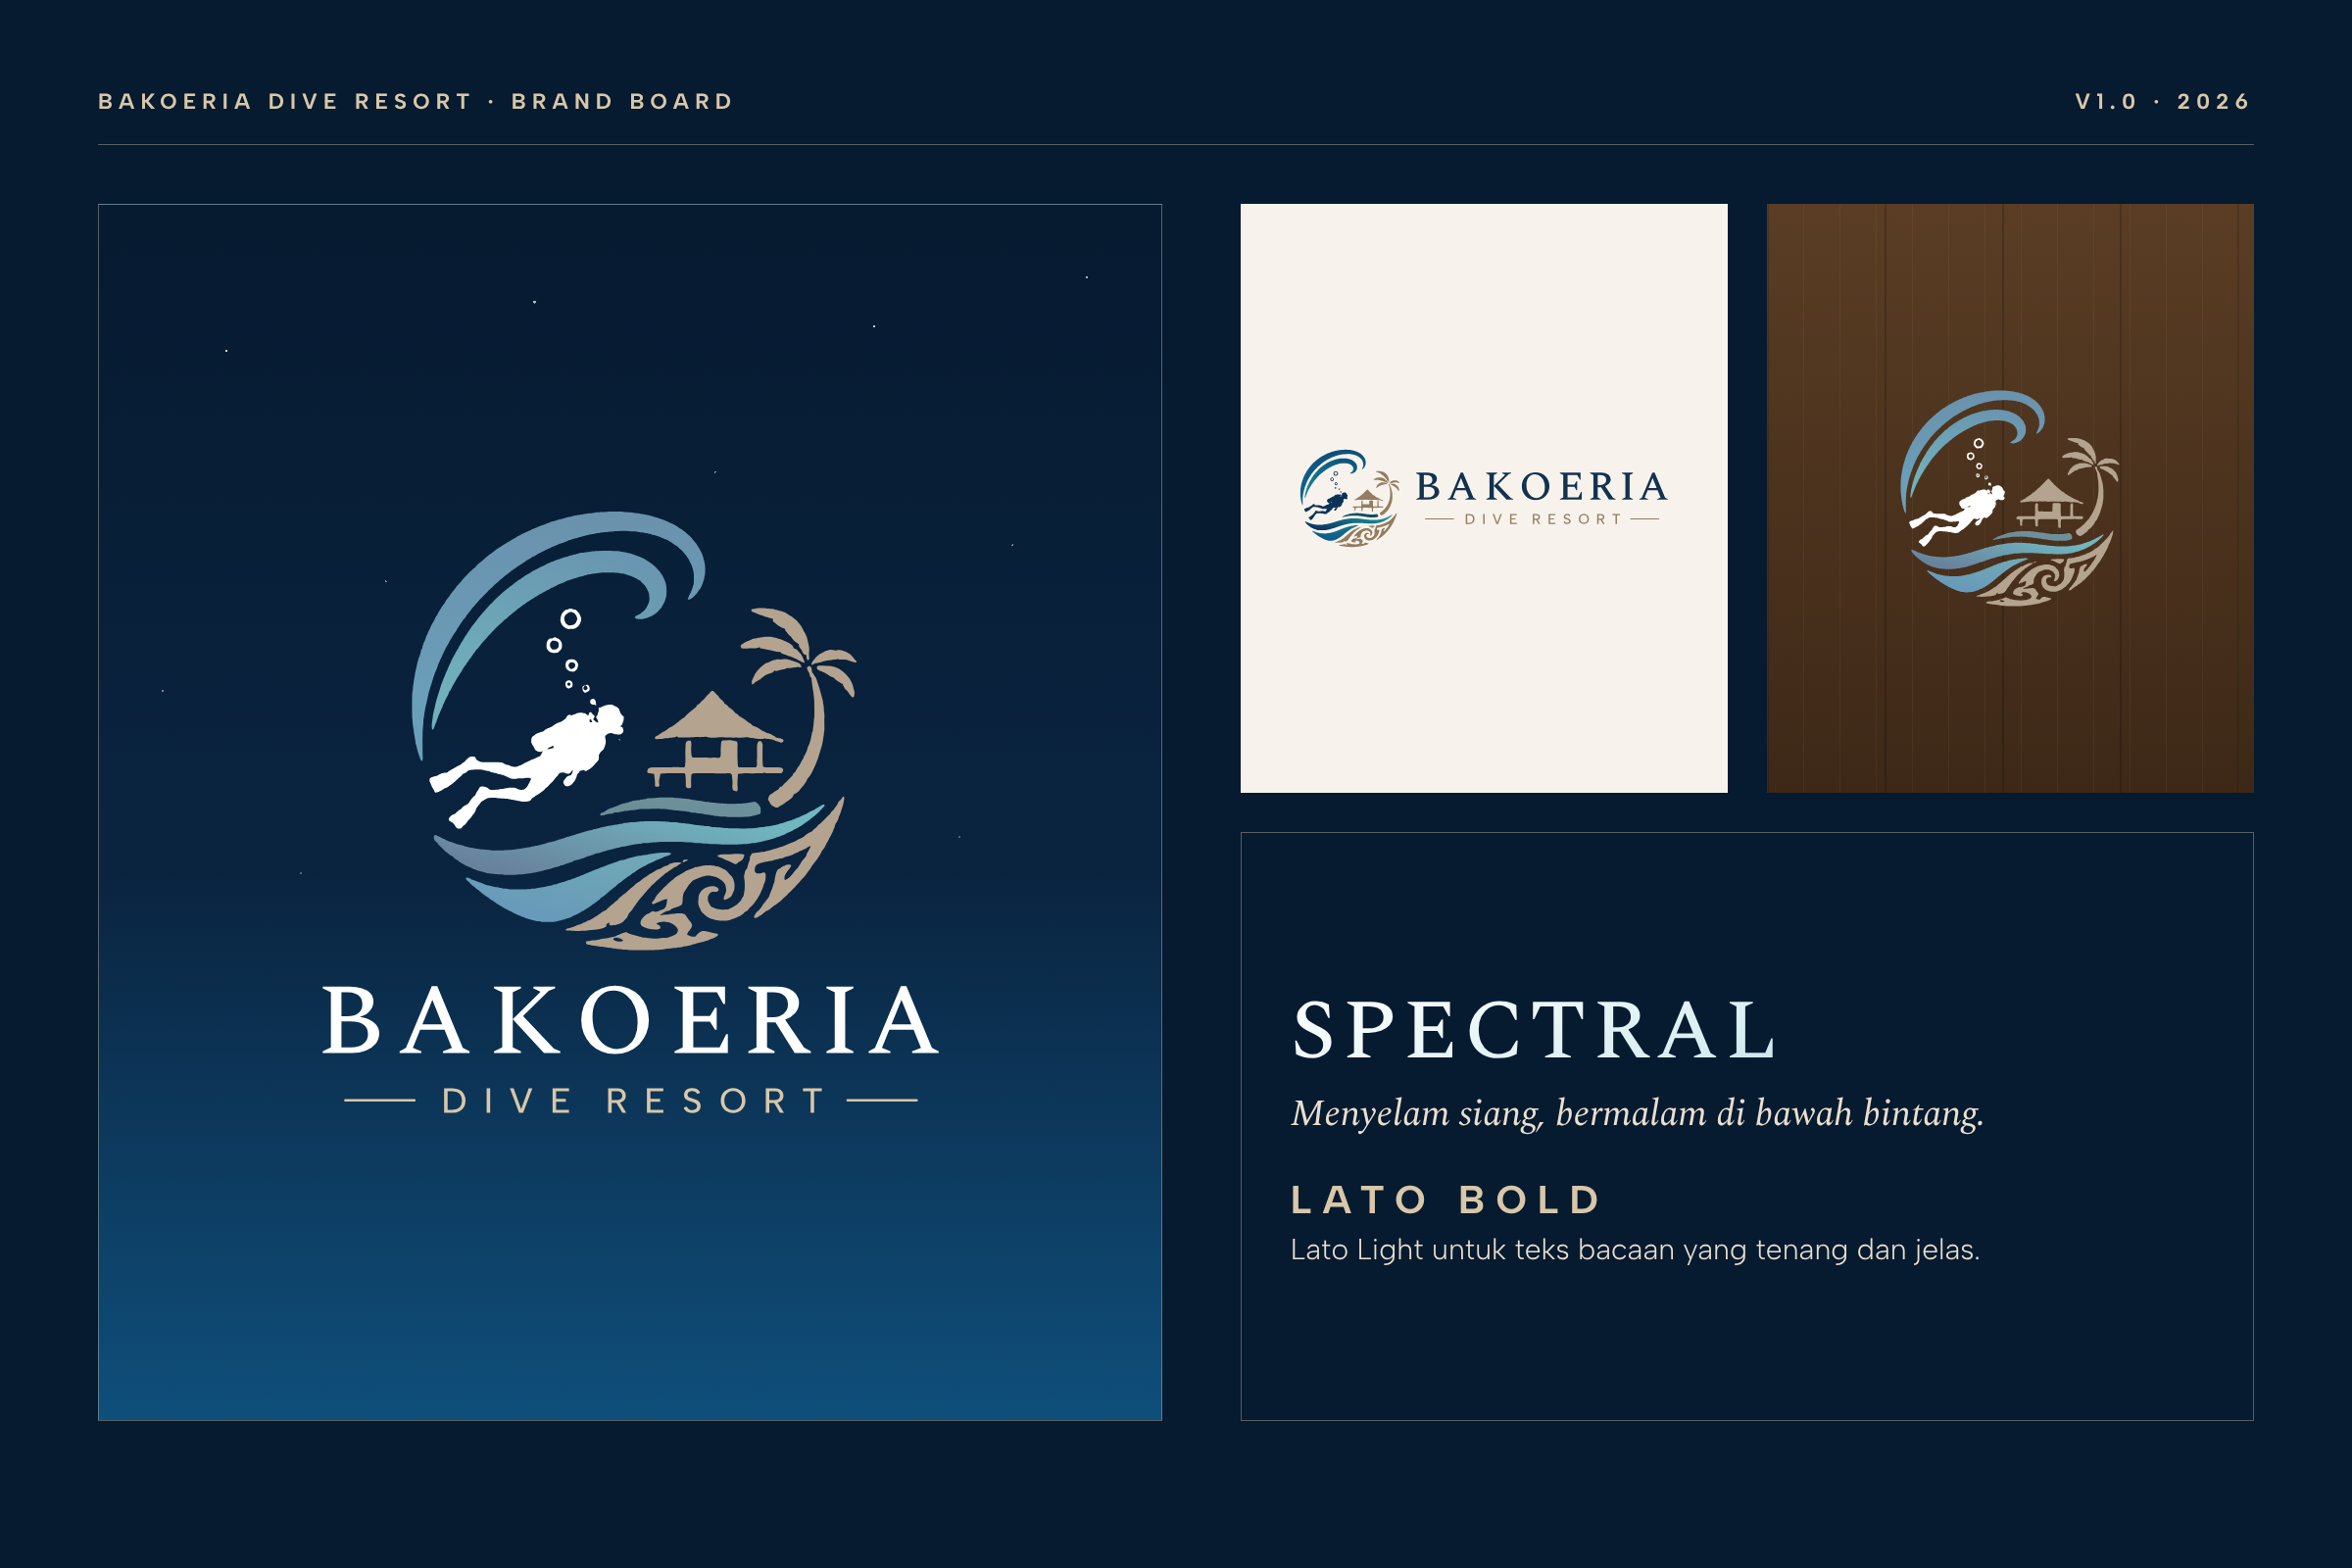 BAKOERIA DIVE RESORT · BRAND BOARD
V1.0 · 2026
BAKOERIA
DIVE RESORT
BAKOERIA
DIVE RESORT
SPECTRAL
Menyelam siang, bermalam di bawah bintang.
LATO BOLD
Lato Light untuk teks bacaan yang tenang dan jelas.